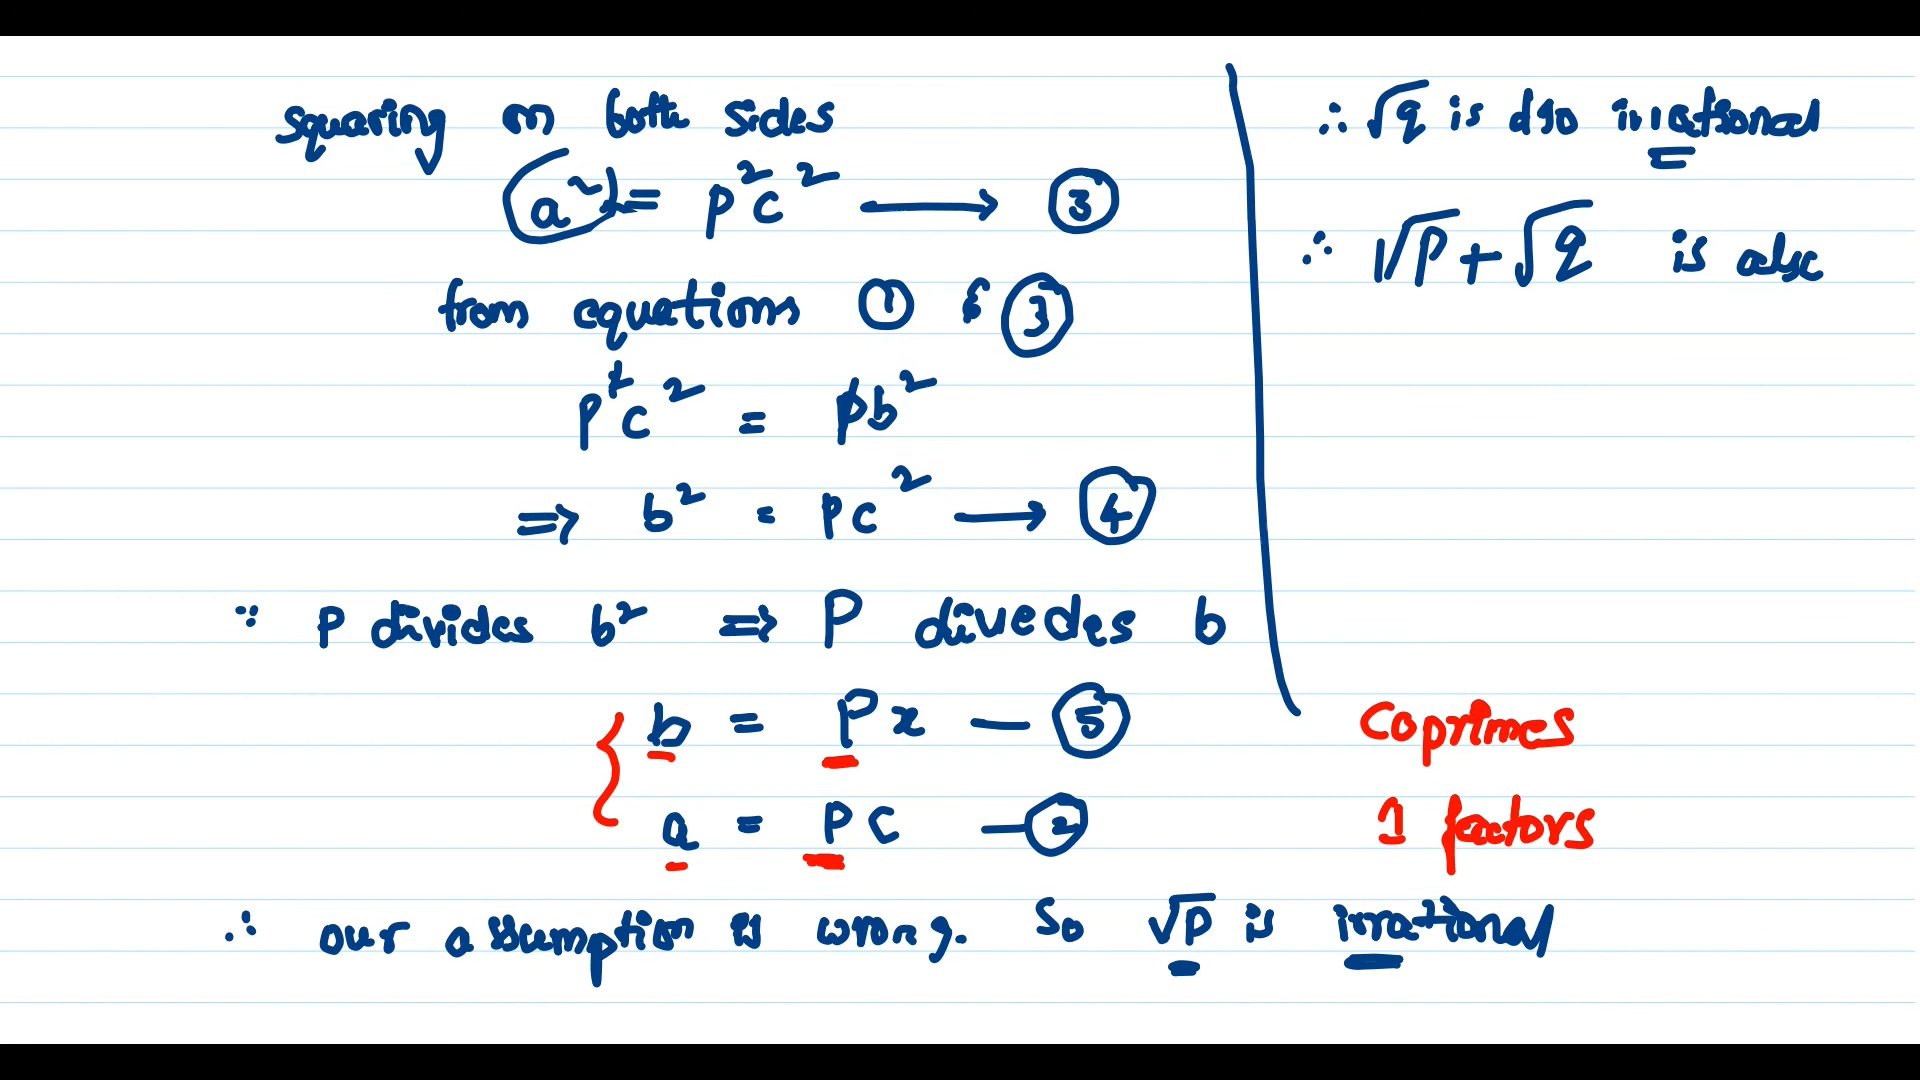 squaring on both sides
a² = p²c² → ③
from equations ① & ③
p²c² = pb²
⇒ b² = pc² → ④
∵ p divides b² ⇒ P divedes b
b = Px — ⑤
a = PC — ②
∴ our assumption is wrong. So √p is irrational
∴ √q is also irrational
∴ √p + √q is also
Coprimes
1 factors